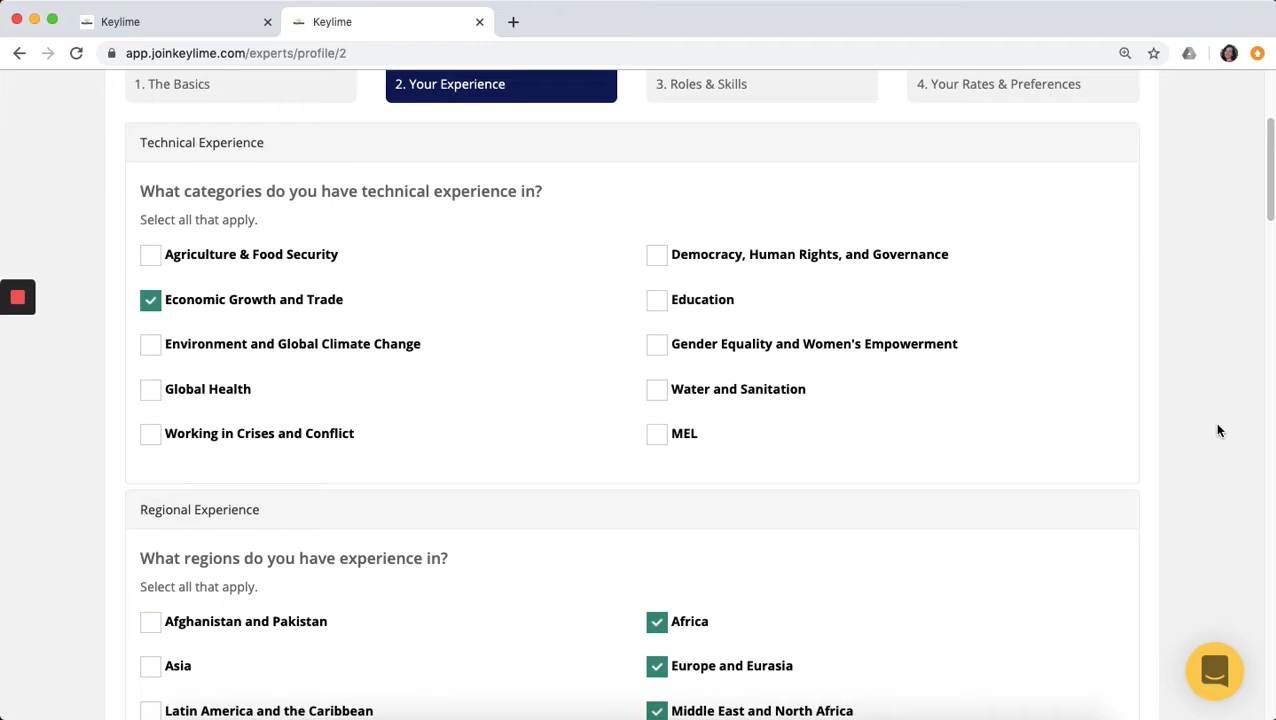 Keylime
Keylime
app.joinkeylime.com/experts/profile/2
1. The Basics
2. Your Experience
3. Roles & Skills
4. Your Rates & Preferences
Technical Experience
What categories do you have technical experience in?
Select all that apply.
Agriculture & Food Security
Democracy, Human Rights, and Governance
Economic Growth and Trade
Education
Environment and Global Climate Change
Gender Equality and Women's Empowerment
Global Health
Water and Sanitation
Working in Crises and Conflict
MEL
Regional Experience
What regions do you have experience in?
Select all that apply.
Afghanistan and Pakistan
Africa
Asia
Europe and Eurasia
Latin America and the Caribbean
Middle East and North Africa